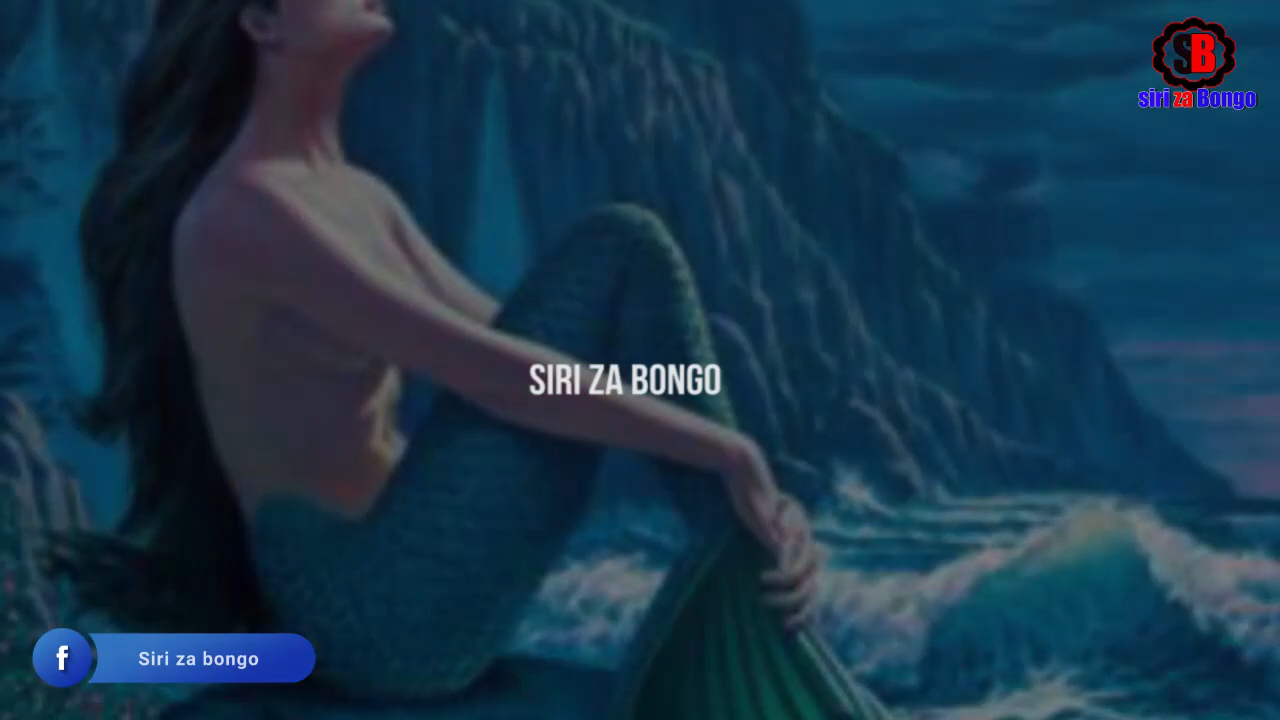 SB
siri za Bongo
SIRI ZA BONGO
f
Siri za bongo